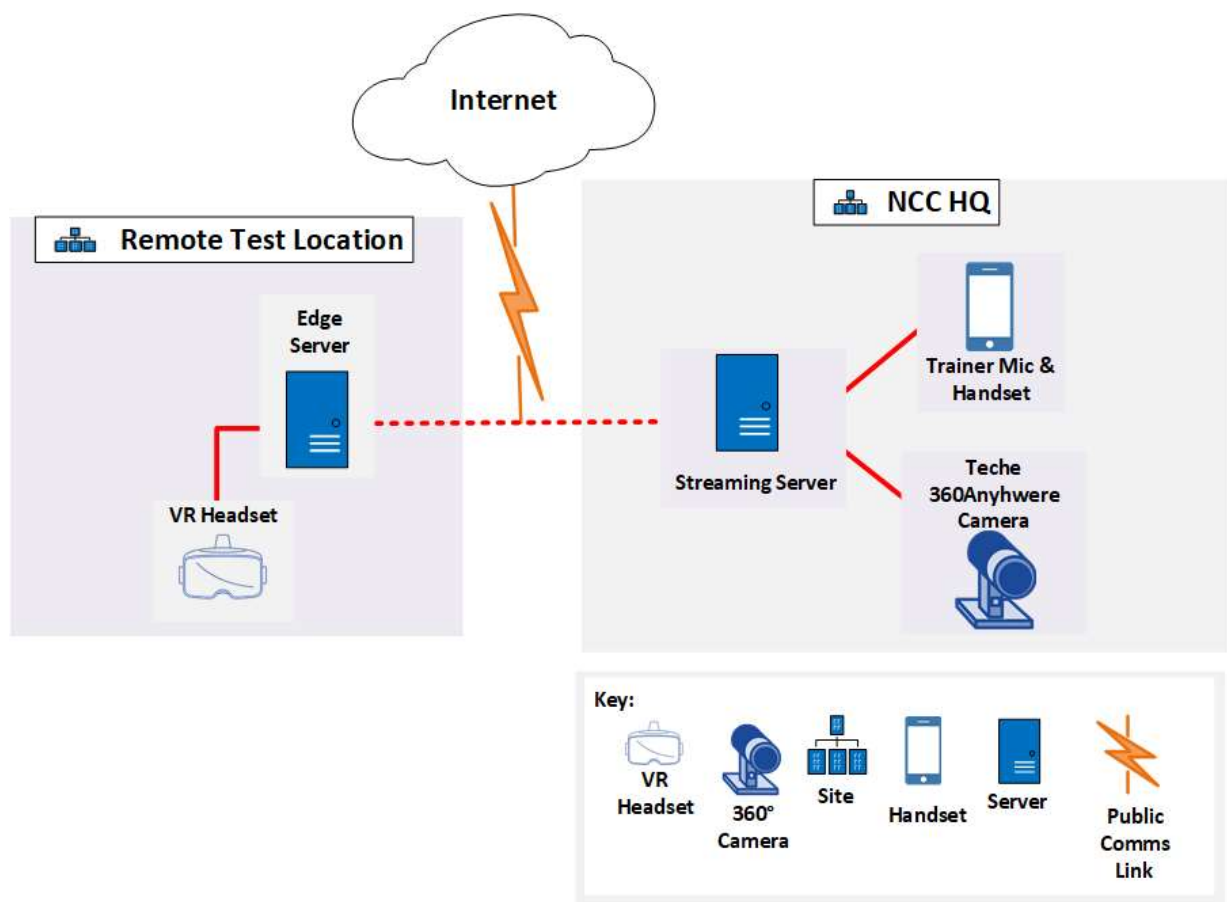 Internet
NCC HQ
Remote Test Location
Edge
Server
Trainer Mic &
Handset
VR Headset
Streaming Server
Teche
360Anyhwere
Camera
Key:
VR
Headset
360°
Camera
Site
Handset
Server
Public
Comms
Link